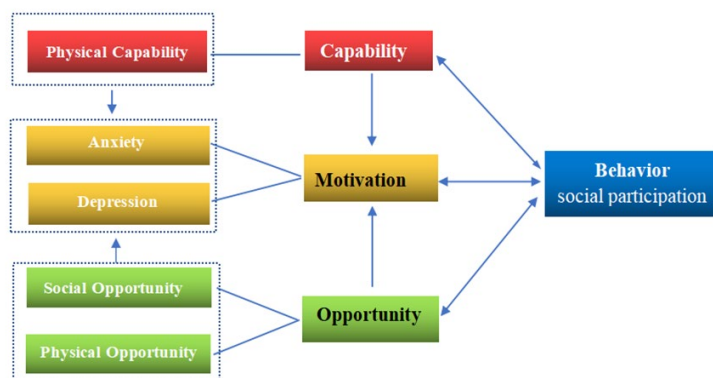 Physical Capability
Capability
Anxiety
Depression
Motivation
Behavior
social participation
Social Opportunity
Physical Opportunity
Opportunity